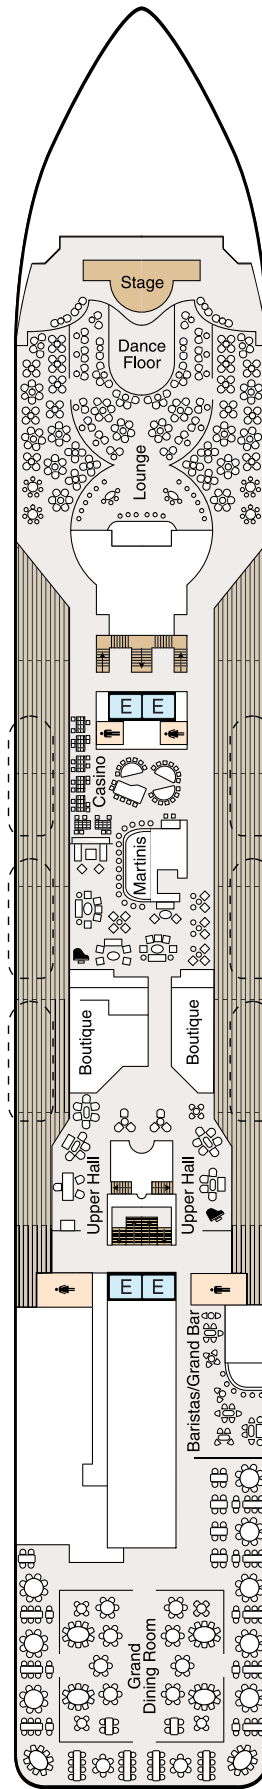 Stage
Dance
Floor
Lounge
E E
Casino
Martinis
Boutique
Boutique
Upper Hall
Upper Hall
E E
Baristas/Grand Bar
Grand
Dining Room